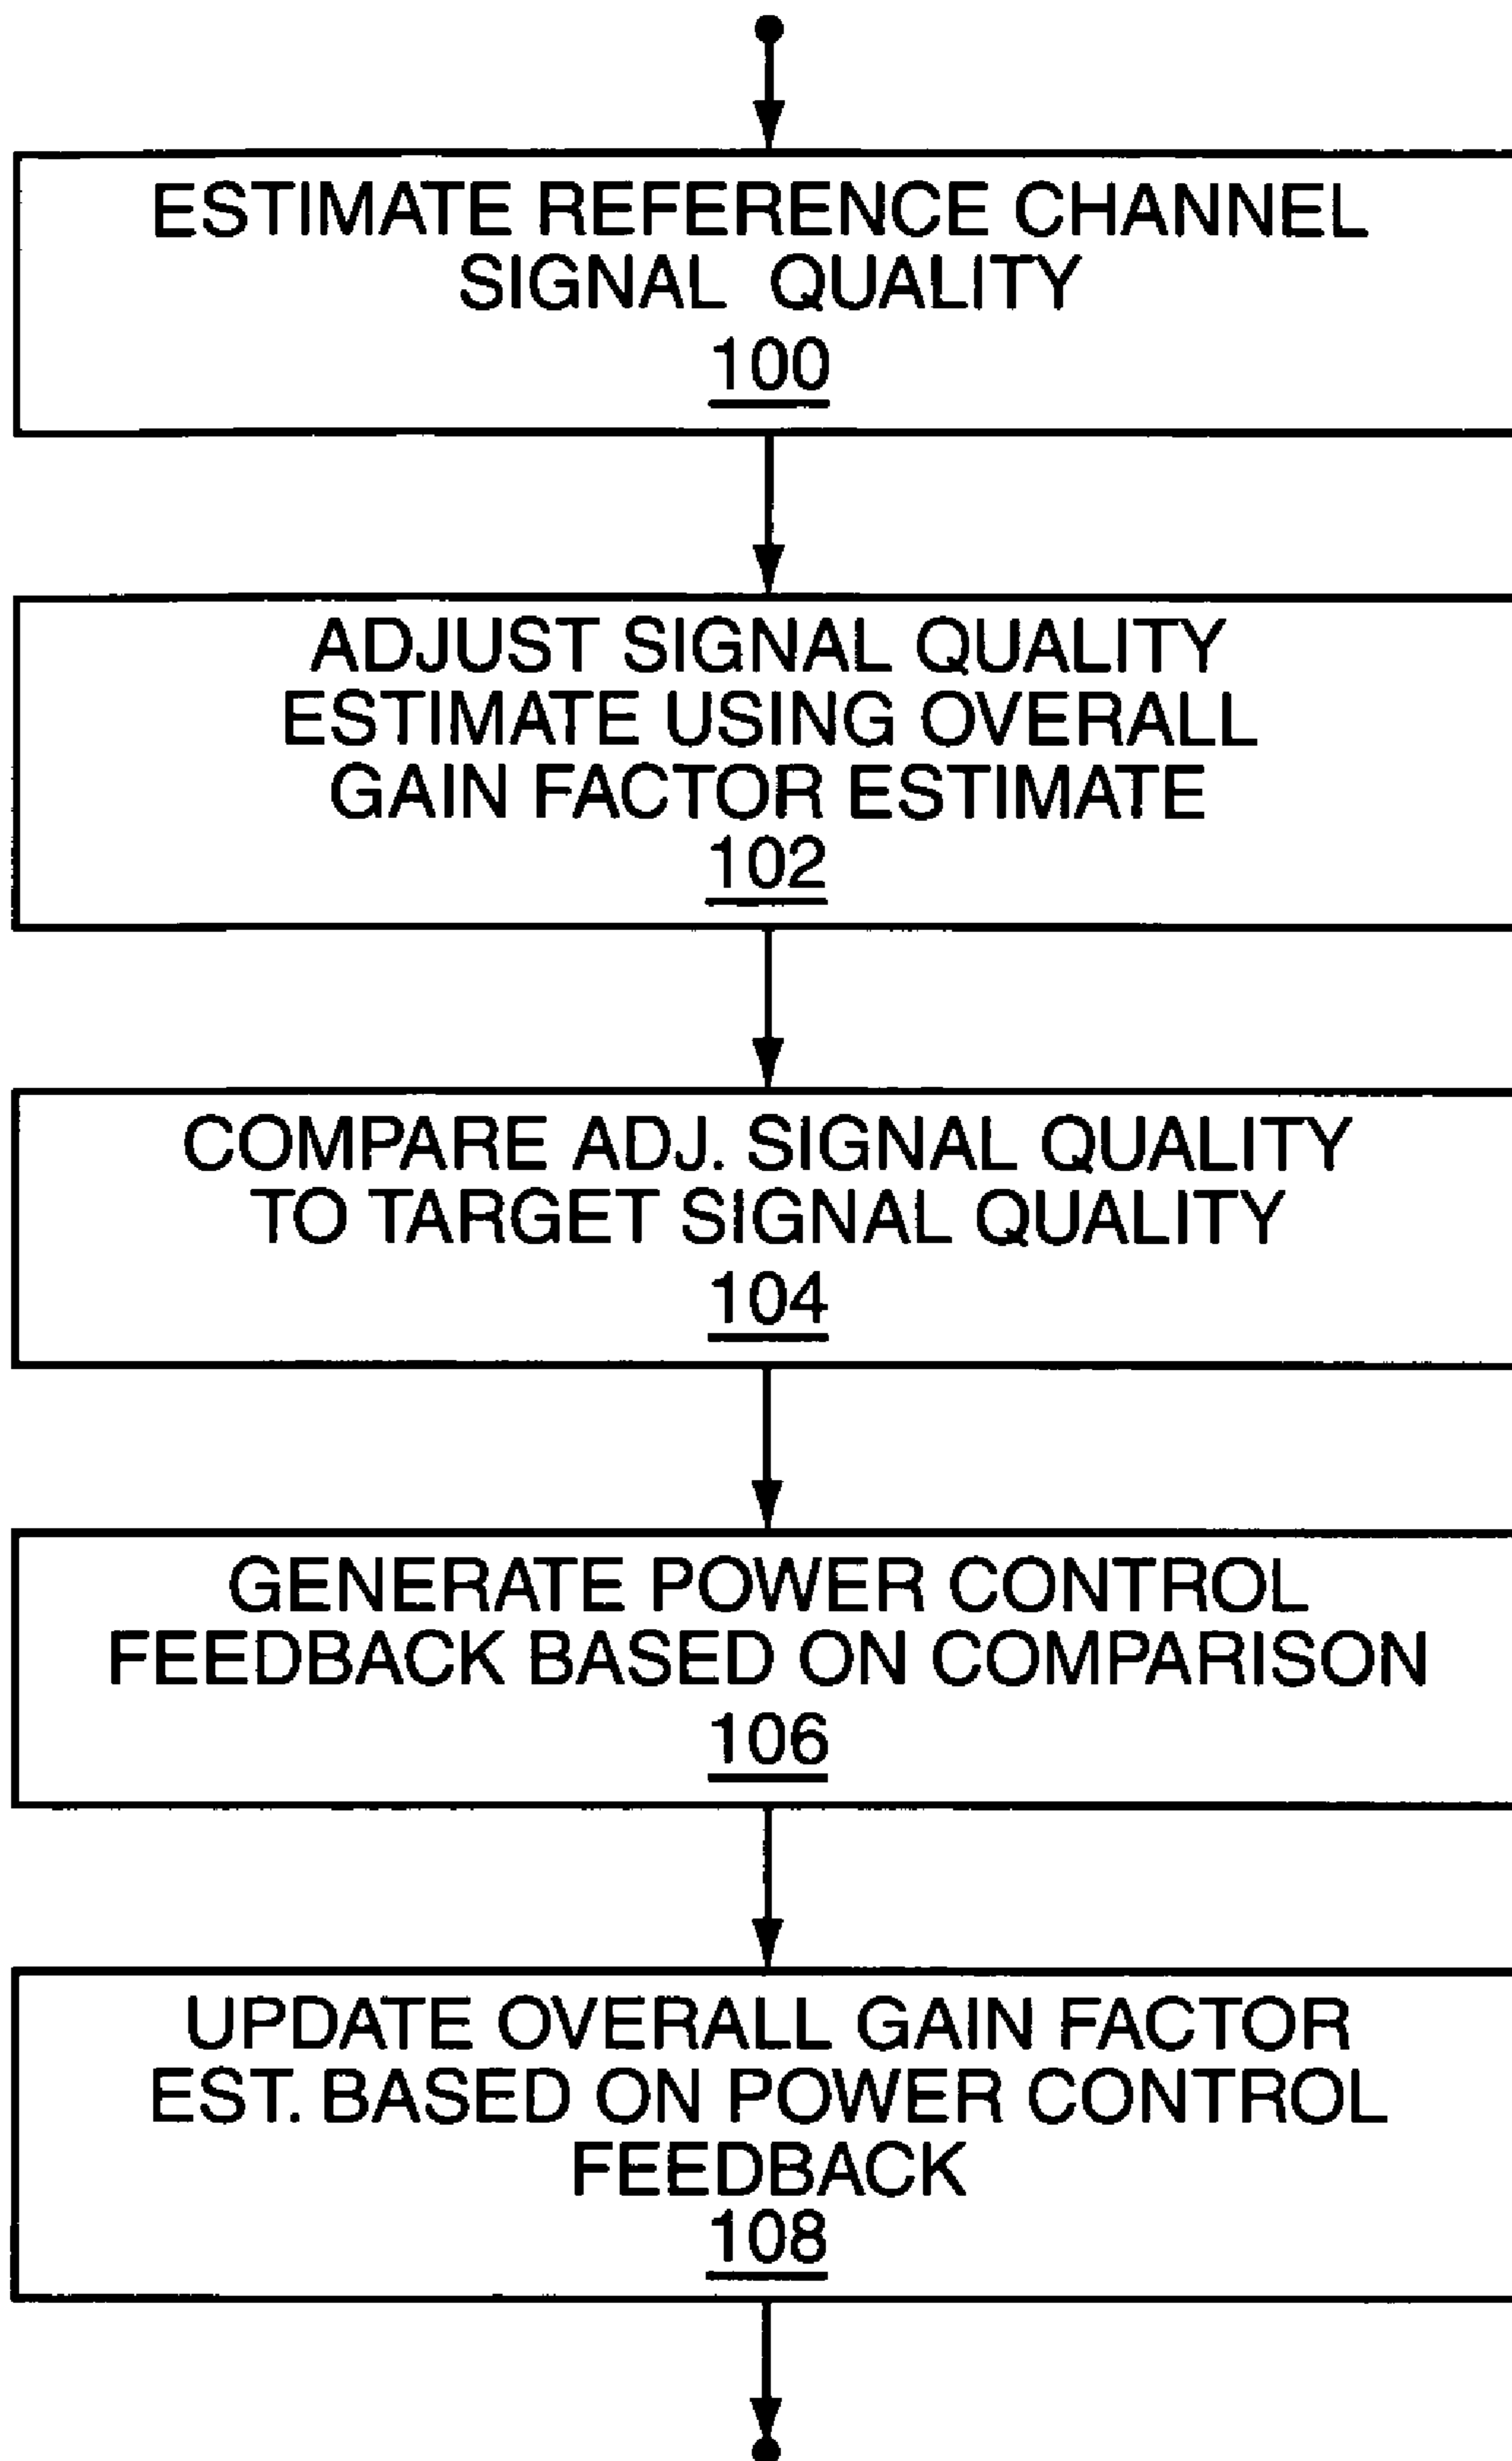 ESTIMATE REFERENCE CHANNEL
SIGNAL QUALITY
100
ADJUST SIGNAL QUALITY
ESTIMATE USING OVERALL
GAIN FACTOR ESTIMATE
102
COMPARE ADJ. SIGNAL QUALITY
TO TARGET SIGNAL QUALITY
104
GENERATE POWER CONTROL
FEEDBACK BASED ON COMPARISON
106
UPDATE OVERALL GAIN FACTOR
EST. BASED ON POWER CONTROL
FEEDBACK
108